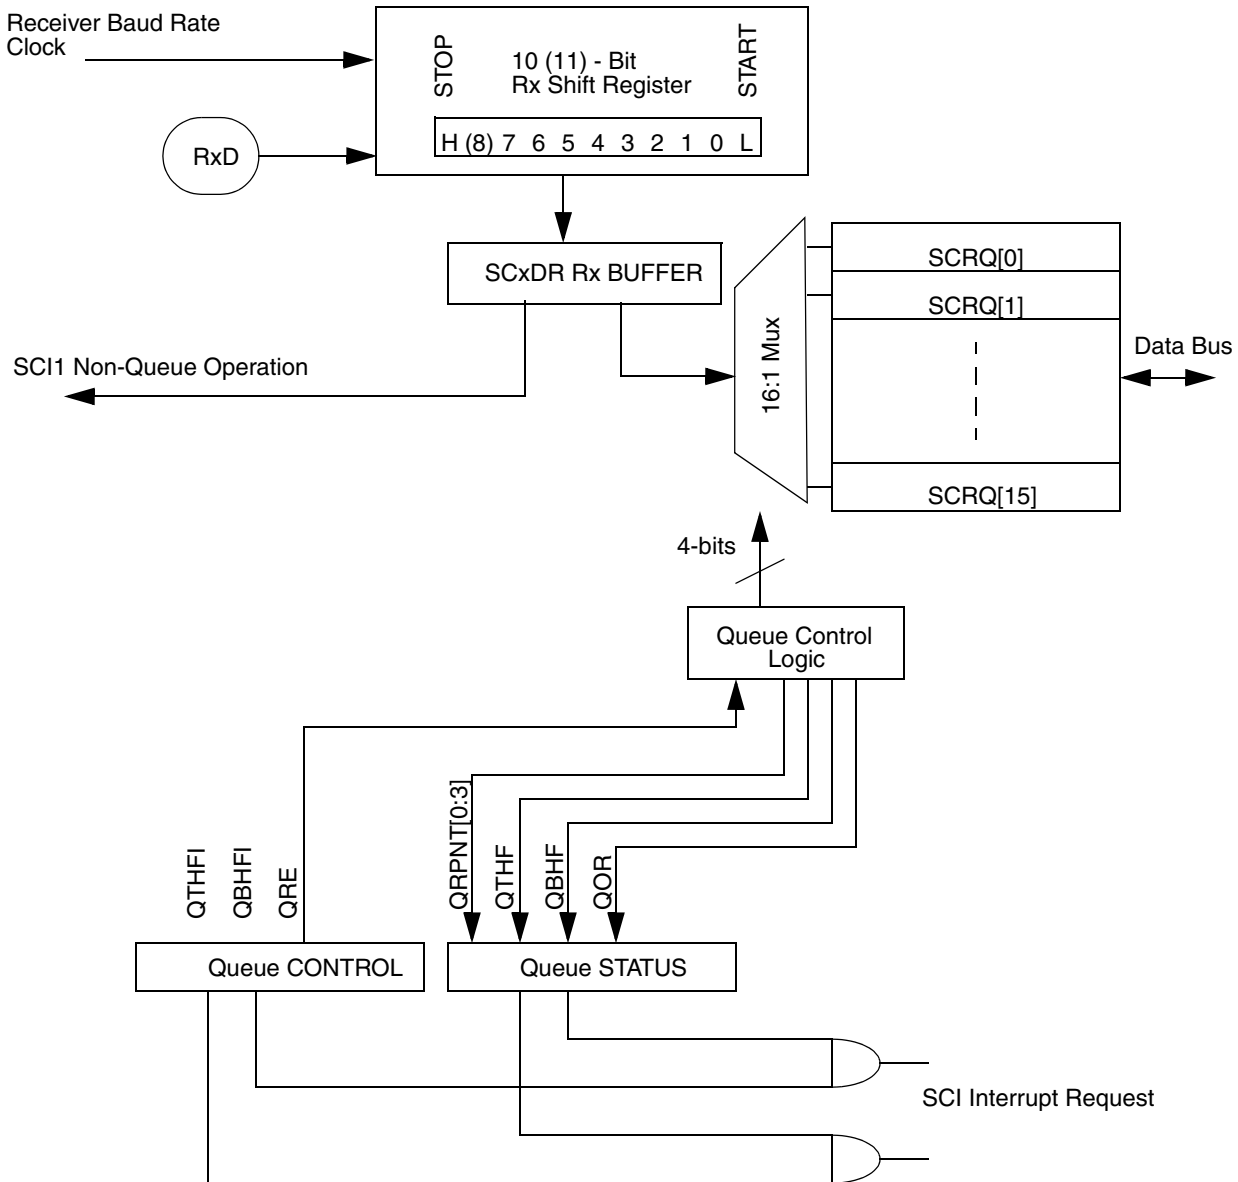 Receiver Baud Rate
Clock
STOP
10 (11) - Bit
Rx Shift Register
START
H (8) 7 6 5 4 3 2 1 0 L
RxD
SCxDR Rx BUFFER
SCRQ[0]
SCRQ[1]
16:1 Mux
Data Bus
SCI1 Non-Queue Operation
SCRQ[15]
4-bits
Queue Control
Logic
QTHFI
QBHFI
QRE
QRPNT[0:3]
QTHF
QBHF
QOR
Queue CONTROL
Queue STATUS
SCI Interrupt Request